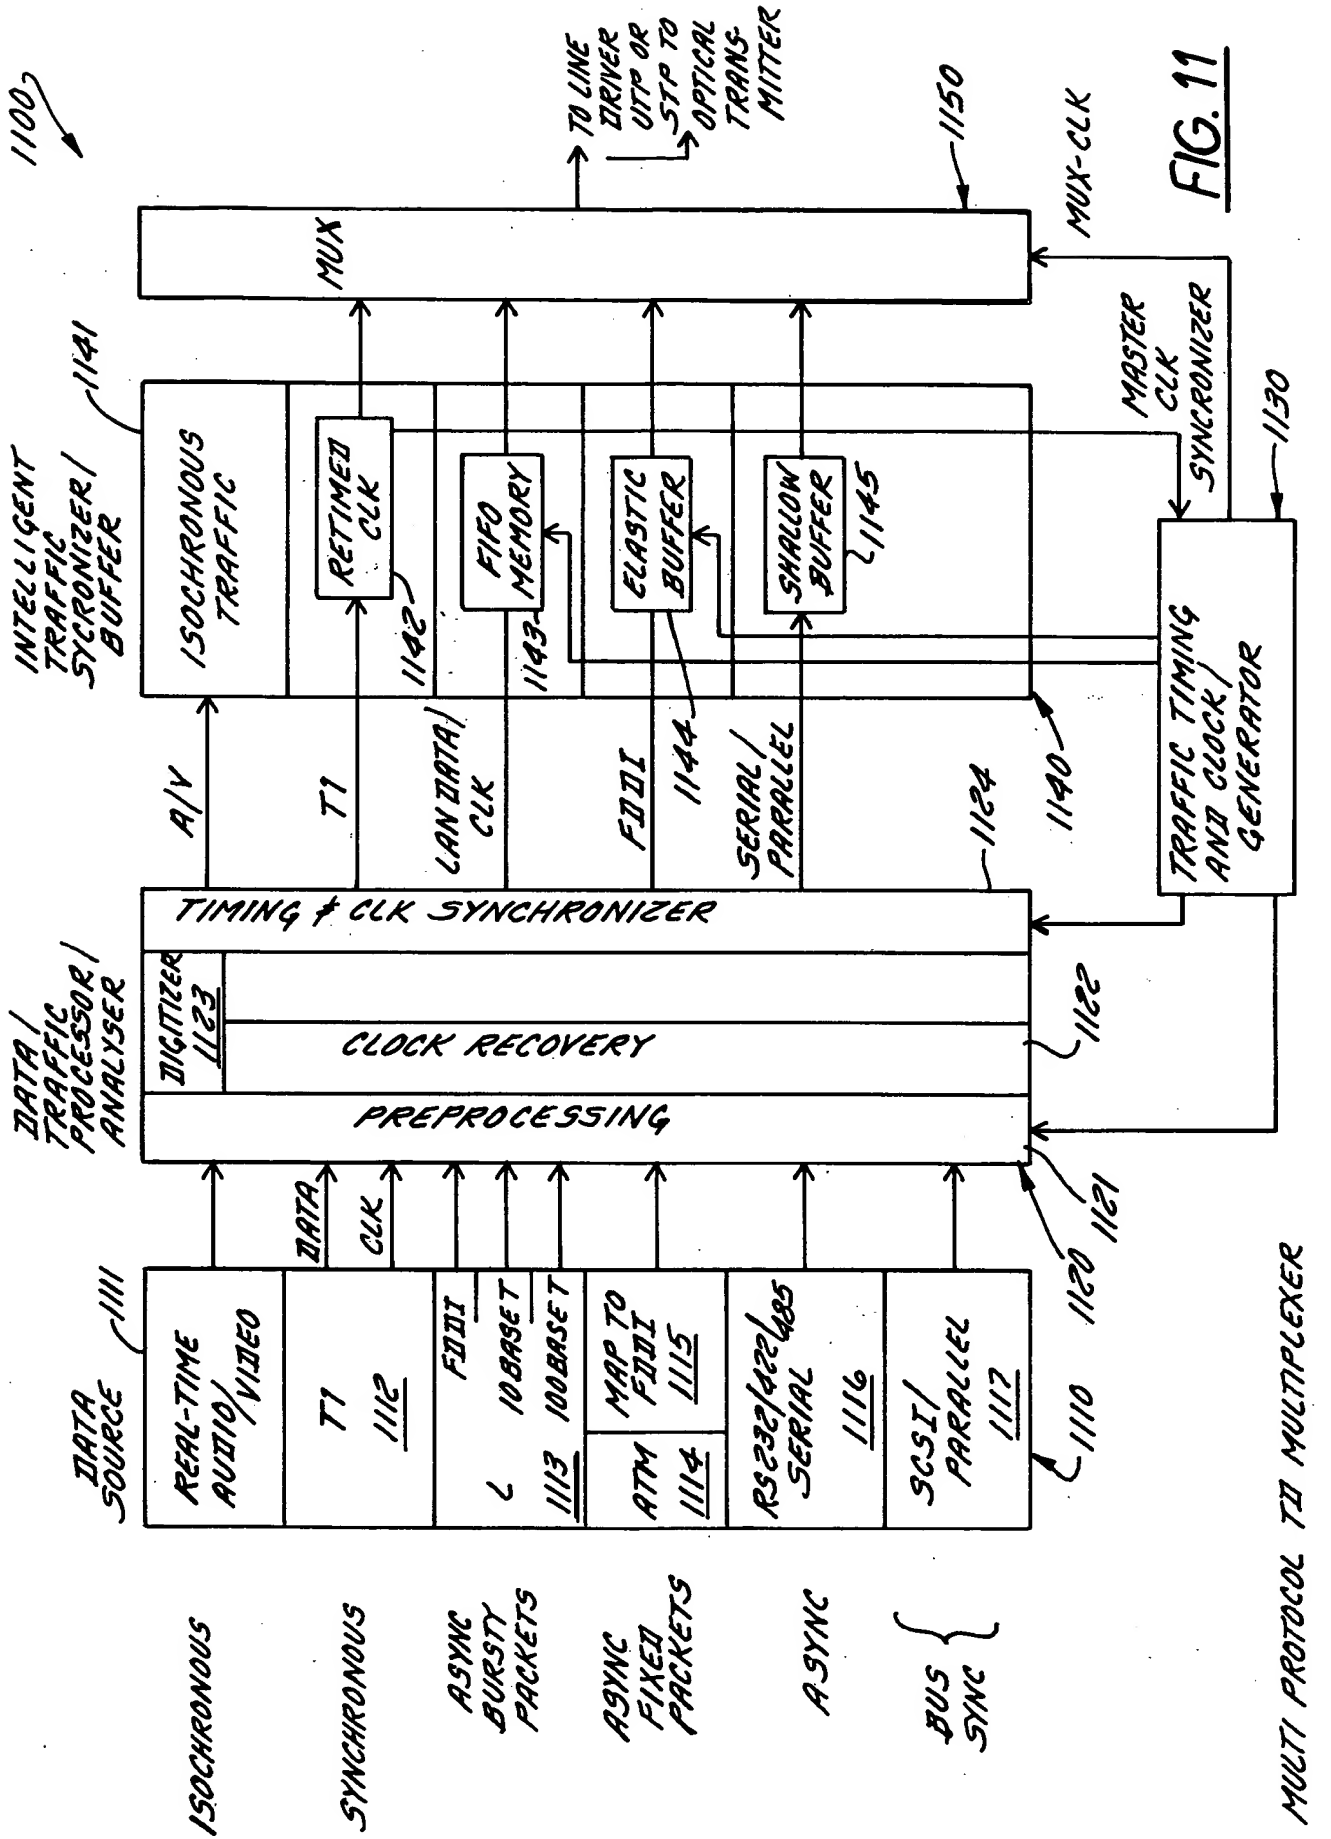 1100
DATA
SOURCE
1111
DATA/
TRAFFIC
PROCESSOR/
ANALYSER
INTELLIGENT
TRAFFIC
SYCRONIZER/
BUFFER
1141
ISOCHRONOUS
REAL-TIME
AUDIO/
VIDEO
DIGITIZER
1123
TIMING & CLK SYNCHRONIZER
A/V
ISOCHRONOUS
TRAFFIC
MUX
SYNCHRONOUS
T1
1112
DATA
CLK
PREPROCESSING
CLOCK RECOVERY
T1
RETIMED
CLK
1142
ASYNC
BURSTY
PACKETS
L
1113
FDDI
10BASE T
100BASE T
LAN DATA/
CLK
FIFO
MEMORY
1143
TO LINE
DRIVER
UTP OR
STP TO
OPTICAL
TRANS-
MITTER
ASYNC
FIXED
PACKETS
ATM
1114
MAP TO
FDDI
1115
FDDI
1144
ELASTIC
BUFFER
ASYNC
RS232/422/485
SERIAL
1116
SERIAL/
PARALLEL
SHALLOW
BUFFER
1145
BUS
SYNC
SCSI/
PARALLEL
1117
1110
1120
1121
1122
1124
1140
1150
MASTER
CLK
SYCRONIZER
MUX-CLK
TRAFFIC TIMING
AND CLOCK/
GENERATOR
1130
MULTI PROTOCOL TO MULTIPLEXER
FIG. 11